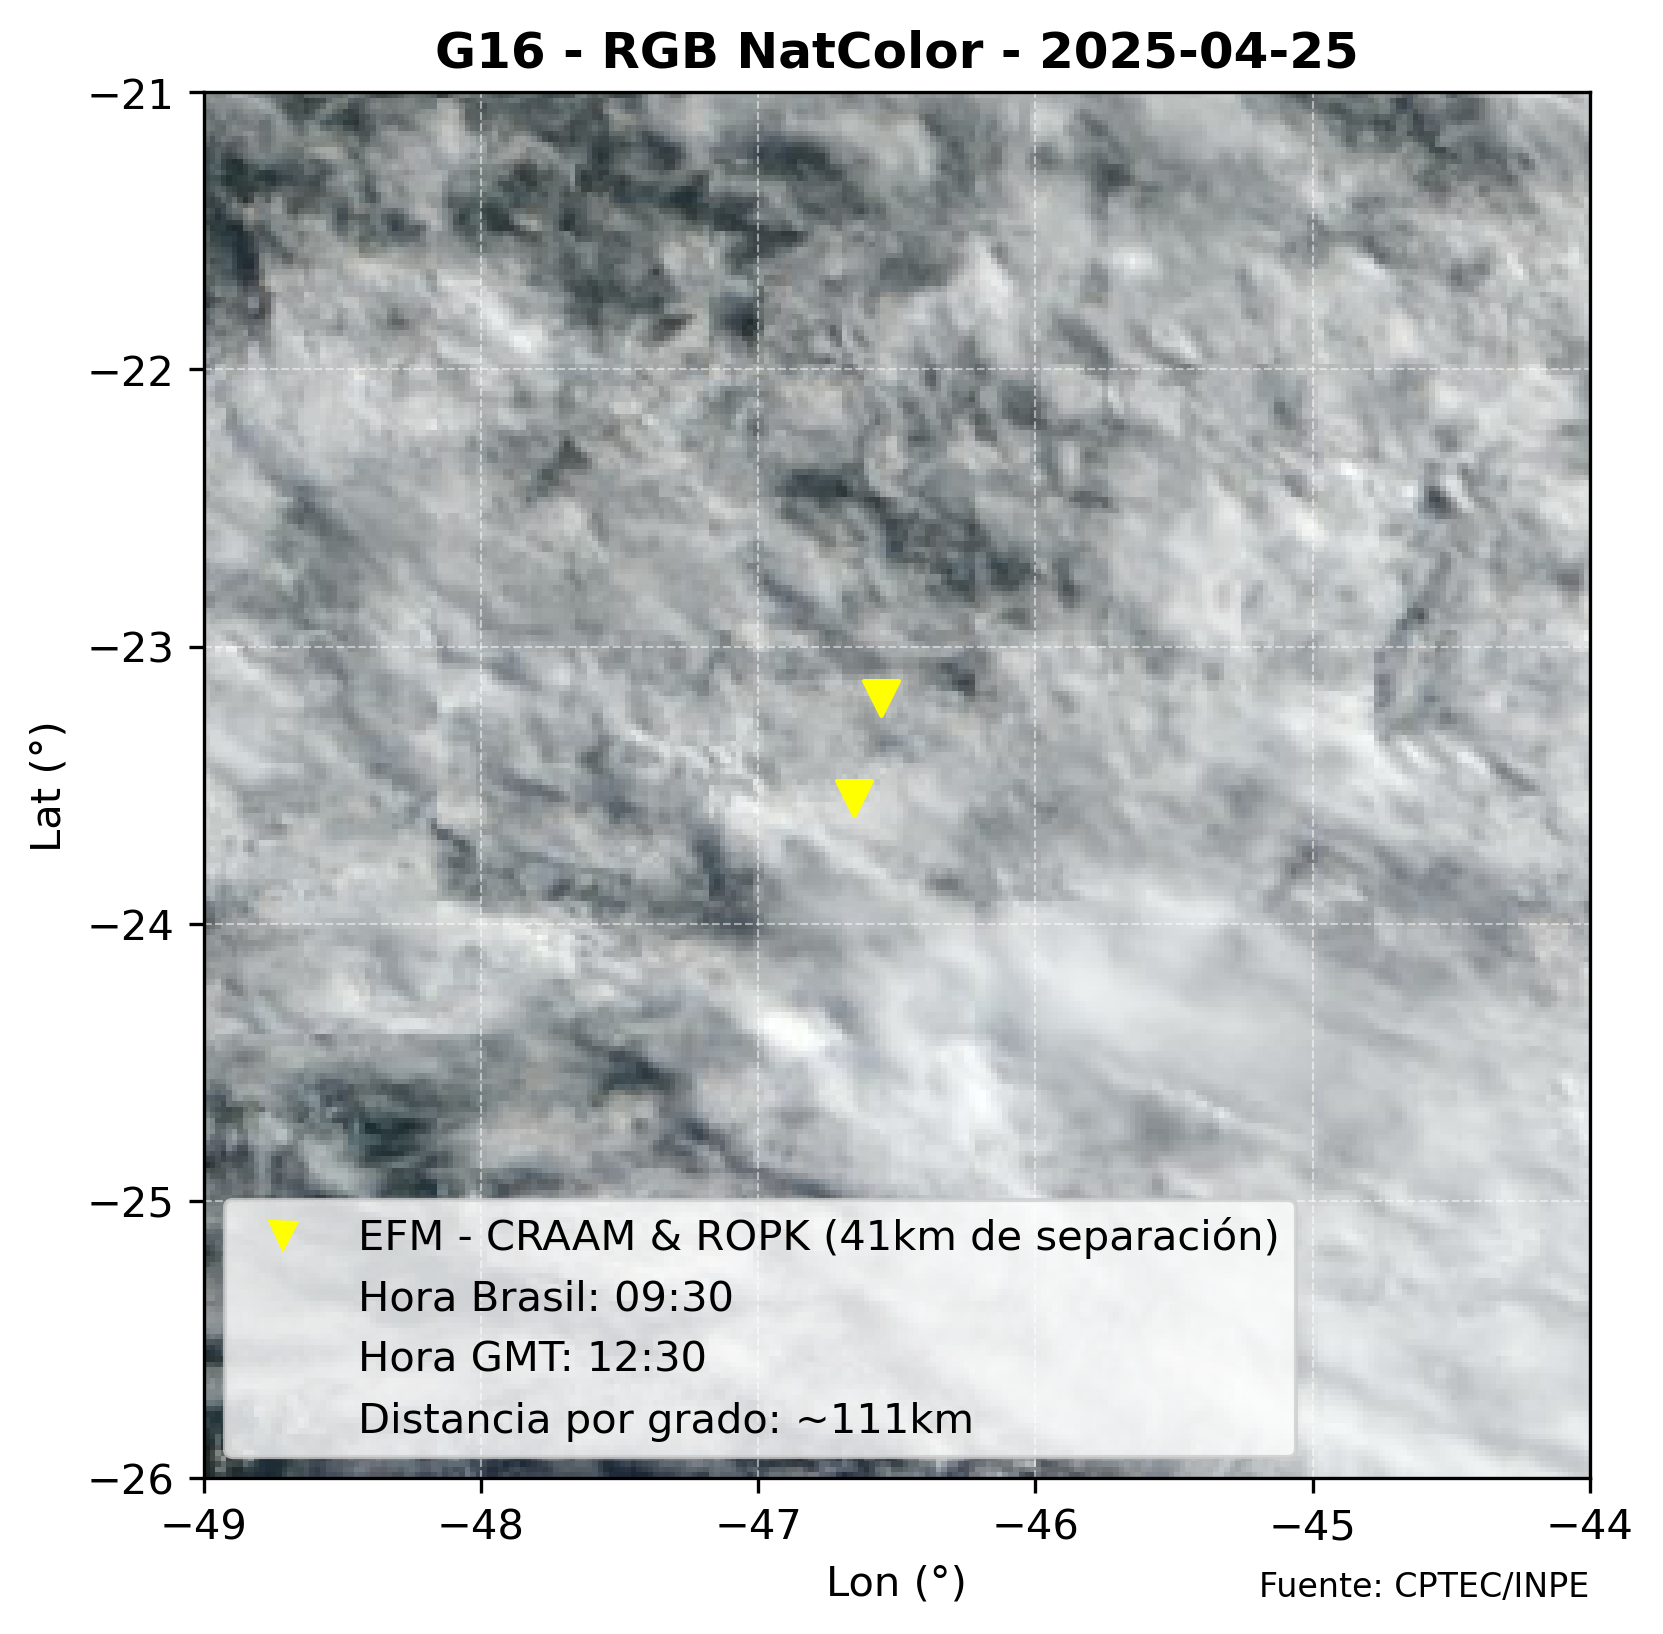 G16 - RGB NatColor - 2025-04-25
−21
−22
−23
−24
−25
−26
Lat (°)
EFM - CRAAM & ROPK (41km de separación)
Hora Brasil: 09:30
Hora GMT: 12:30
Distancia por grado: ~111km
−49 −48 −47 −46 −45 −44
Lon (°)
Fuente: CPTEC/INPE